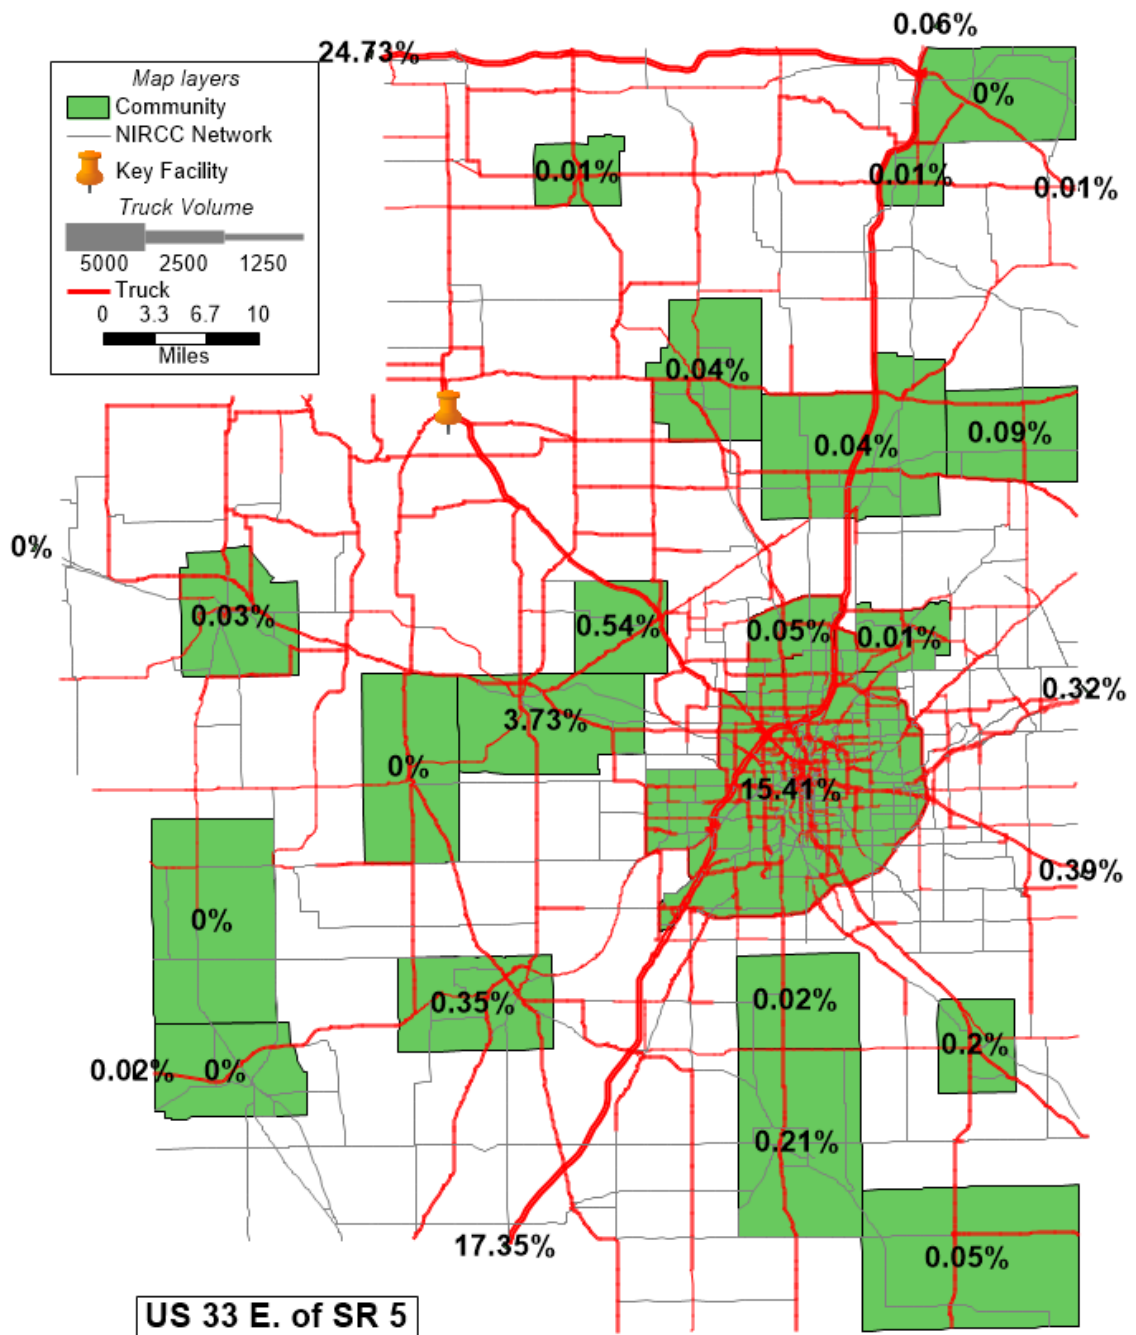 0.06%
24.73%
Map layers
Community
NIRCC Network
Key Facility
Truck Volume
5000 2500 1250
Truck
0 3.3 6.7 10
Miles
0%
0.01%
0.01%
0.01%
0.04%
0.04%
0.09%
0%
0.03%
0.54%
0.05%
0.01%
0.32%
3.73%
0%
15.41%
0.39%
0%
0.35%
0.02%
0.2%
0.02%
0%
0.21%
17.35%
0.05%
US 33 E. of SR 5